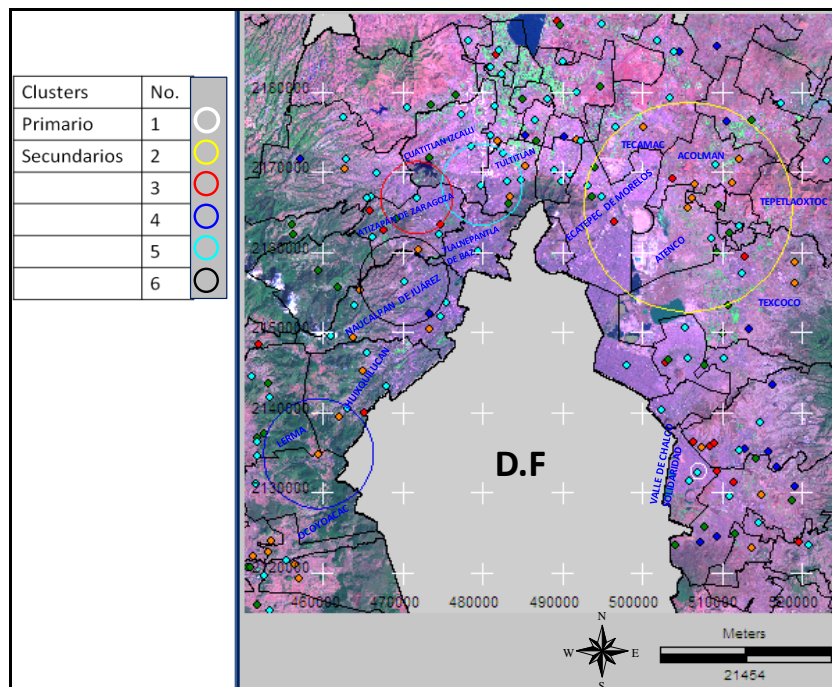 Clusters No.
Primario 1
Secundarios 2
3
4
5
6
2180000
2170000
2160000
2150000
2140000
2130000
2120000
460000 470000 480000 490000 500000 510000 520000
CUATITLAN IZCALLI
TULTITLAN
TECAMAC
ACOLMAN
TEPETLAOXTOC
ATIZAPAN DE ZARAGOZA
ECATEPEC DE MORELOS
TLALNEPANTLA
DE BAZ
ATENCO
NAUCALPAN DE JUÁREZ
TEXCOCO
HUIXQUILUCAN
LERMA
D.F
VALLE DE CHALCO
SOLIDARIDAD
OCOYOACAC
N
W E
S
Meters
21454